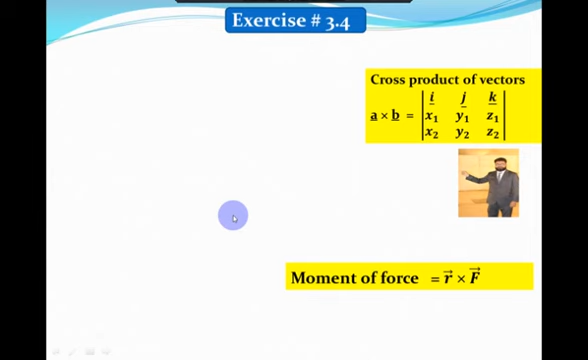 Exercise # 3.4
Cross product of vectors
a × b = | i j k |
| x₁ y₁ z₁ |
| x₂ y₂ z₂ |
Moment of force = r⃗ × F⃗